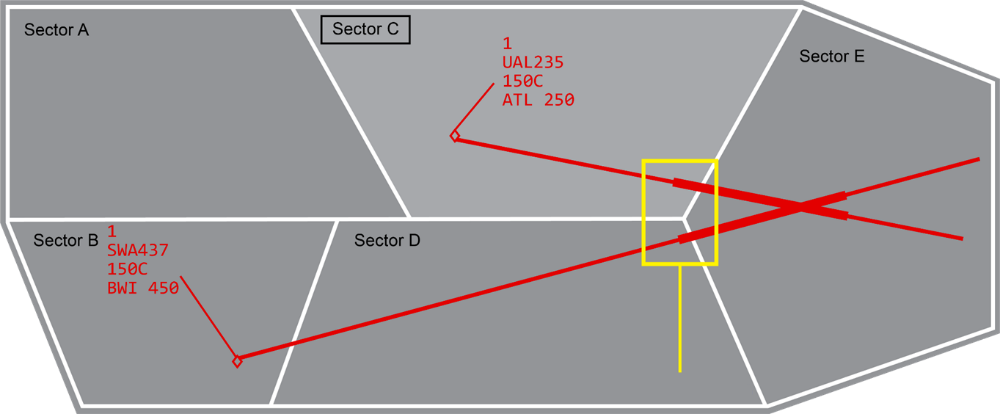 Sector A
Sector C
1
UAL235
150C
ATL 250
Sector E
Sector B
1
SWA437
150C
BWI 450
Sector D